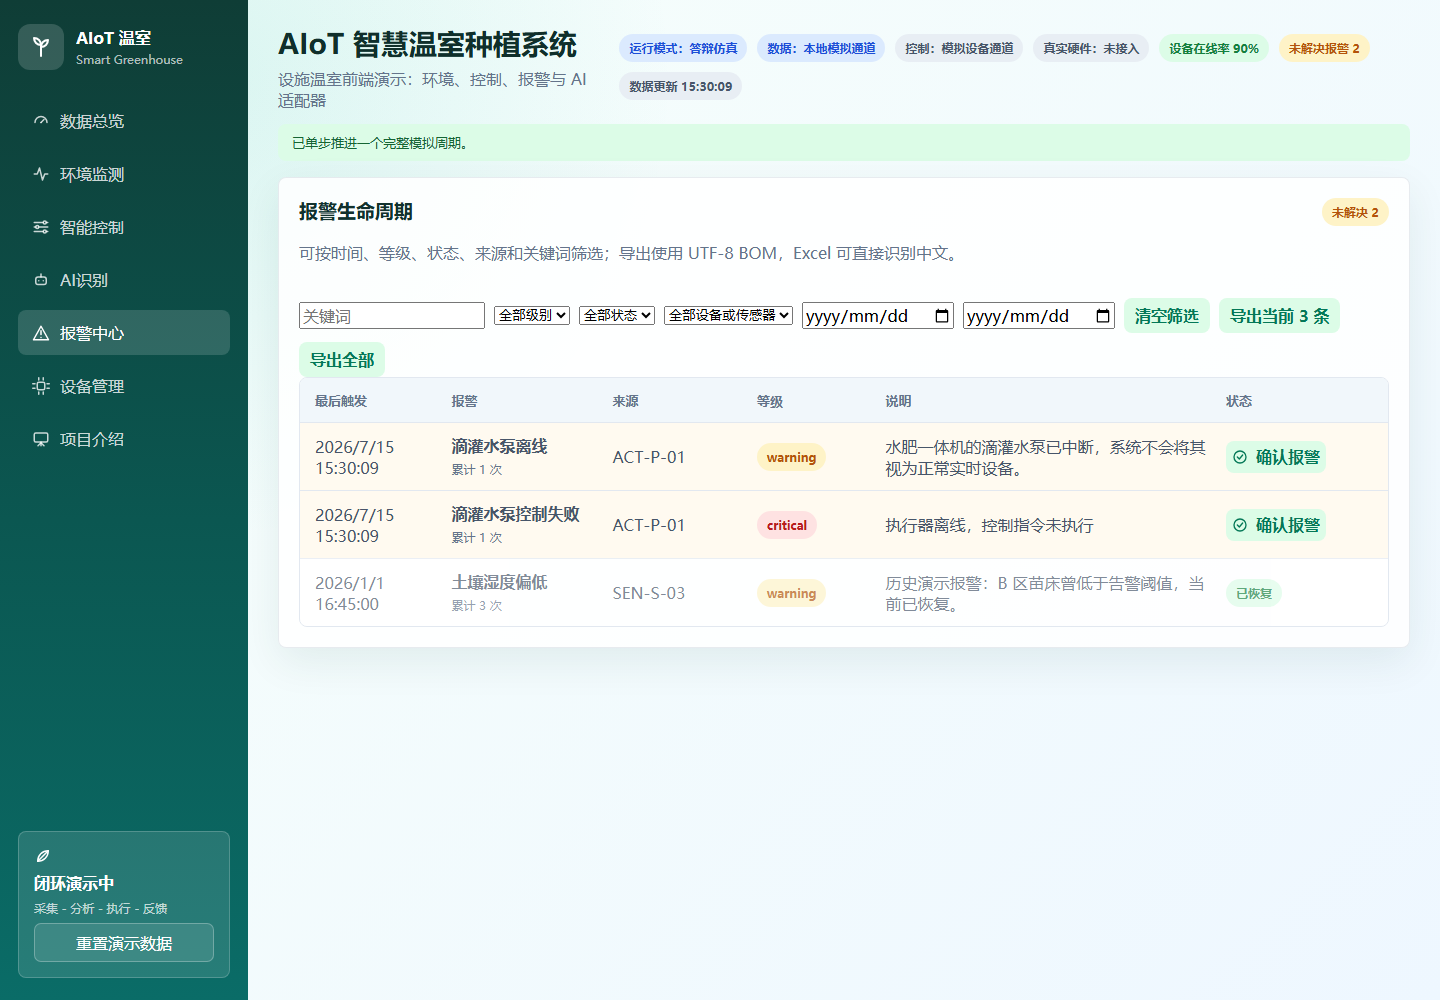 AIoT 温室
Smart Greenhouse
数据总览
环境监测
智能控制
AI识别
报警中心
设备管理
项目介绍
闭环演示中
采集 - 分析 - 执行 - 反馈
重置演示数据
AIoT 智慧温室种植系统
设施温室前端演示：环境、控制、报警与 AI
适配器
运行模式：答辩仿真
数据：本地模拟通道
控制：模拟设备通道
真实硬件：未接入
设备在线率 90%
未解决报警 2
数据更新 15:30:09
已单步推进一个完整模拟周期。
报警生命周期
未解决 2
可按时间、等级、状态、来源和关键词筛选；导出使用 UTF-8 BOM，Excel 可直接识别中文。
关键词
全部级别
全部状态
全部设备或传感器
yyyy/mm/dd
yyyy/mm/dd
清空筛选
导出当前 3 条
导出全部
最后触发 报警 来源 等级 说明 状态
2026/7/15
15:30:09
滴灌水泵离线
累计 1 次
ACT-P-01
warning
水肥一体机的滴灌水泵已中断，系统不会将其
视为正常实时设备。
确认报警
2026/7/15
15:30:09
滴灌水泵控制失败
累计 1 次
ACT-P-01
critical
执行器离线，控制指令未执行
确认报警
2026/1/1
16:45:00
土壤湿度偏低
累计 3 次
SEN-S-03
warning
历史演示报警：B 区苗床曾低于告警阈值，当
前已恢复。
已恢复